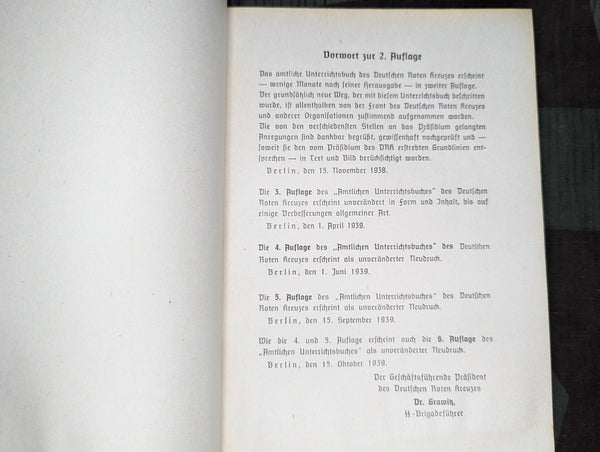 Vorwort zur 2. Auflage
Das amtliche Unterrichtsbuch des Deutschen Roten Kreuzes erscheint
— wenige Monate nach seiner Herausgabe — in zweiter Auflage.
Der grundsätzlich neue Weg, der mit diesem Unterrichtsbuch beschritten
wurde, ist allenthalben von der Front des Deutschen Roten Kreuzes
und anderer Organisationen zustimmend aufgenommen worden.
Die von den verschiedensten Stellen an das Präsidium gelangten
Anregungen sind dankbar begrüßt, gewissenhaft nachgeprüft und —
soweit sie den vom Präsidium des DRK erstrebten Grundlinien ent-
sprechen — in Text und Bild berücksichtigt worden.
Berlin, den 15. November 1938.
Die 3. Auflage des „Amtlichen Unterrichtsbuches" des Deutschen
Roten Kreuzes erscheint unverändert in Form und Inhalt, bis auf
einige Verbesserungen allgemeiner Art.
Berlin, den 1. April 1939.
Die 4. Auflage des „Amtlichen Unterrichtsbuches" des Deutschen
Roten Kreuzes erscheint als unveränderter Neudruck.
Berlin, den 1. Juni 1939.
Die 5. Auflage des „Amtlichen Unterrichtsbuches" des Deutschen
Roten Kreuzes erscheint als unveränderter Neudruck.
Berlin, den 15. September 1939.
Wie die 4. und 5. Auflage erscheint auch die 6. Auflage des
„Amtlichen Unterrichtsbuches" als unveränderter Neudruck.
Berlin, den 15. Oktober 1939.
Der Geschäftsführende Präsident
des Deutschen Roten Kreuzes
Dr. Grawitz,
SS-Brigadeführer